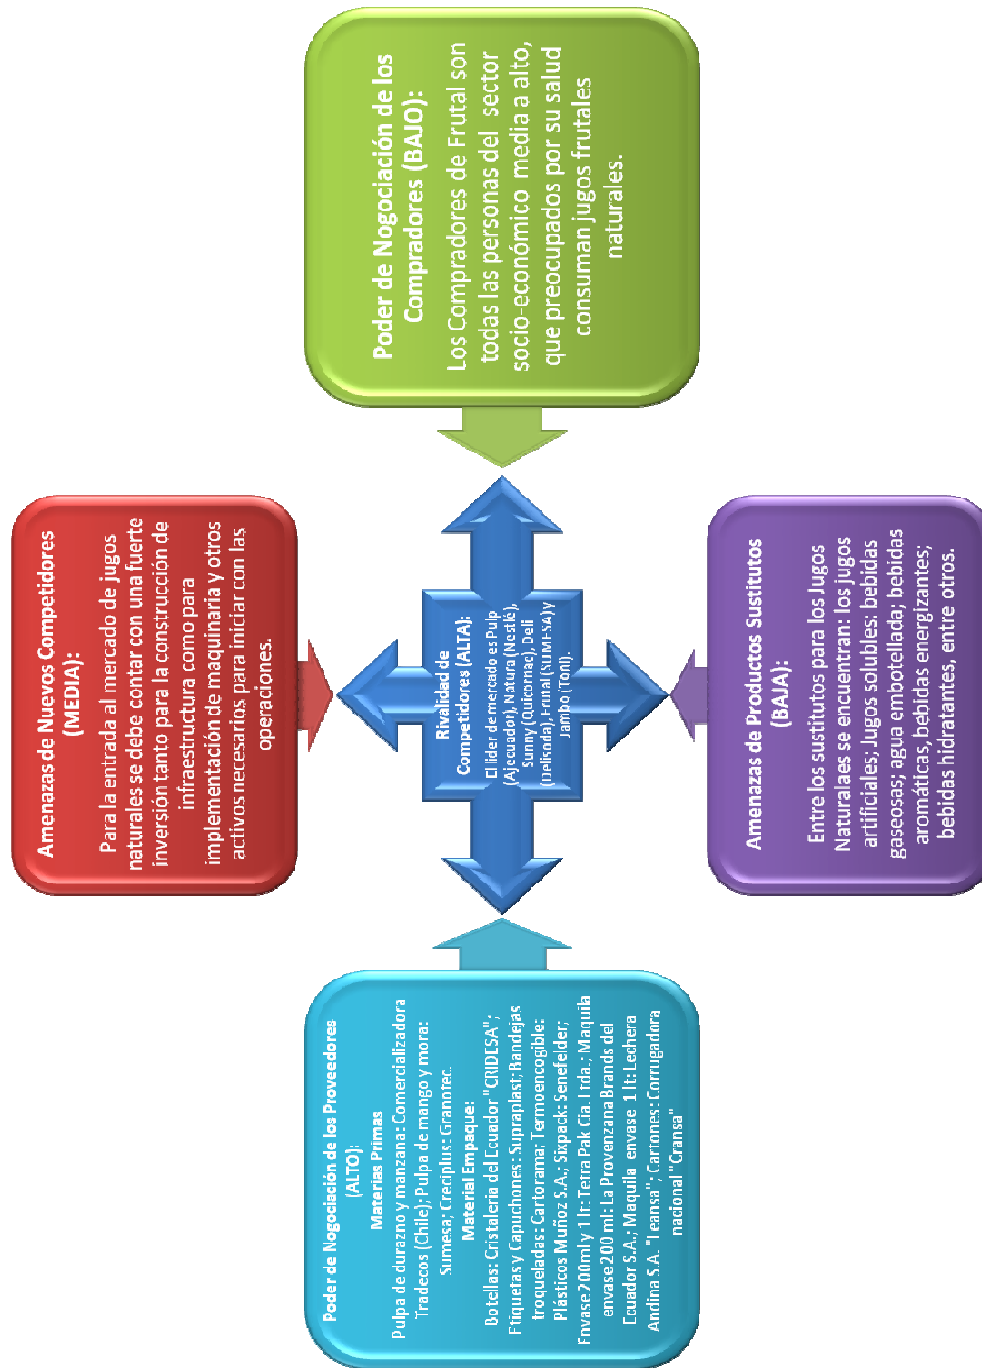 Amenazas de Nuevos Competidores
(MEDIA):
Para la entrada al mercado de jugos
naturales se debe contar con una fuerte
inversión tanto para la construcción de
infraestructura como para
implementación de maquinaria y otros
activos necesarios para iniciar con las
operaciones.
Poder de Nogociación de los Proveedores
(ALTO):
Materias Primas
Pulpa de durazno y manzana: Comercializadora
Tradecos (Chile); Pulpa de mango y mora:
Sumesa; Creciplus: Granotec.
Material Empaque:
Botellas: Cristalería del Ecuador "CRIDESA";
Etiquetas y Capuchones: Supraplast; Bandejas
troqueladas: Cartorama; Termoencogible:
Plásticos Muñoz S.A.; Sixpack: Senefelder;
Envase 200ml y 1 lt: Tetra Pak Cia. Ltda.; Maquila
envase 200 ml: La Provenzana Brands del
Ecuador S.A.; Maquila envase 1 lt: Lechera
Andina S.A. "Leansa"; Cartones: Corrugadora
nacional "Cransa"
Rivalidad de
Competidores (ALTA):
El líder de mercado es Pulp
(Ajecuador), Natura (Nestlé),
Sunny (Quicornac), Deli
(Delisoda), Frutal (SUMESA) y
Jambo (Toni).
Poder de Nogociación de los
Compradores (BAJO):
Los Compradores de Frutal son
todas las personas del sector
socio-económico media a alto,
que preocupados por su salud
consuman jugos frutales
naturales.
Amenazas de Productos Sustitutos
(BAJA):
Entre los sustitutos para los Jugos
Naturalaes se encuentran: los jugos
artificiales; Jugos solubles: bebidas
gaseosas; agua embotellada; bebidas
aromáticas, bebidas energizantes;
bebidas hidratantes, entre otros.